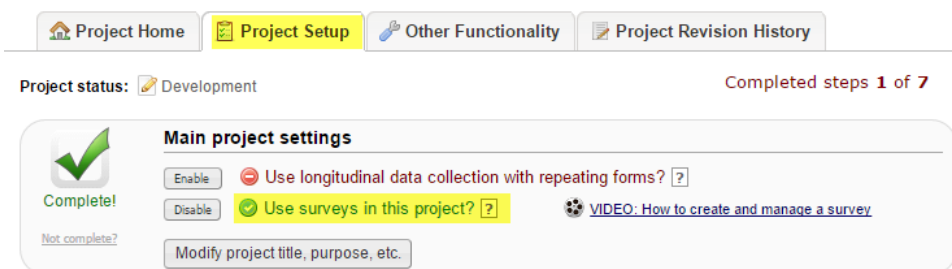 Project Home Project Setup Other Functionality Project Revision History
Project status: Development Completed steps 1 of 7
Main project settings
Enable Use longitudinal data collection with repeating forms? ?
Complete! Disable Use surveys in this project? ? VIDEO: How to create and manage a survey
Not complete?
Modify project title, purpose, etc.